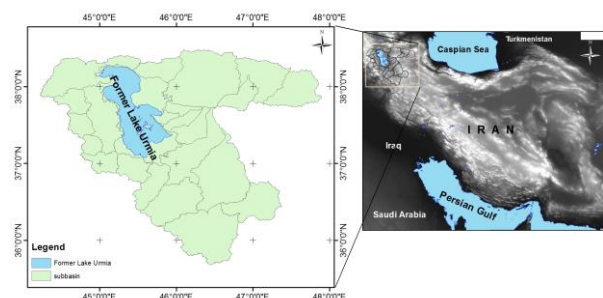 45°0'0"E 46°0'0"E 47°0'0"E 48°0'0"E
N
38°0'0"N
37°0'0"N
36°0'0"N
Former Lake Urmia
Legend
Former Lake Urmia
subbasin
38°0'0"N
37°0'0"N
36°0'0"N
45°0'0"E 46°0'0"E 47°0'0"E 48°0'0"E
Turkmenistan
Caspian Sea
N
IRAN
Iraq
Persian Gulf
Saudi Arabia